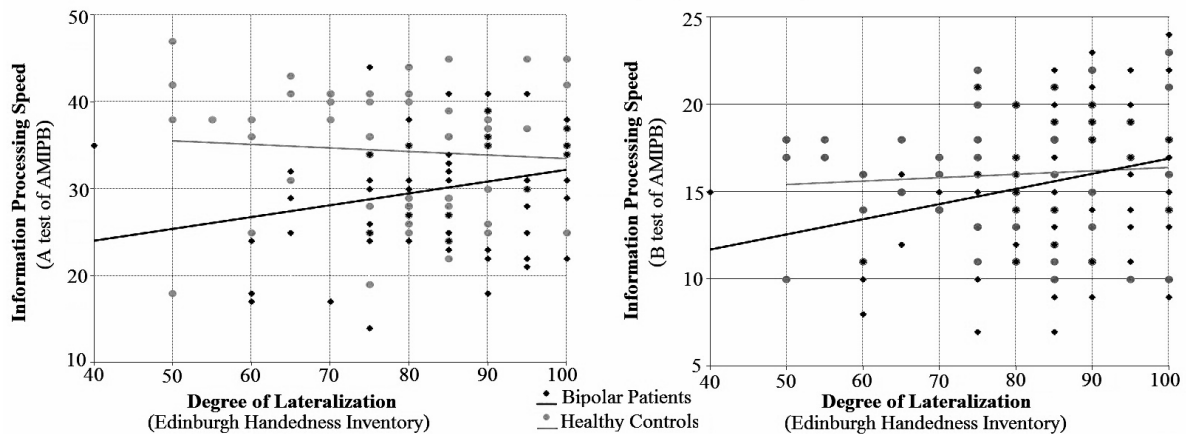 50
40
30
20
10
40
50
60
70
80
90
100
Information Processing Speed
(A test of AMIPB)
Degree of Lateralization
(Edinburgh Handedness Inventory)
Bipolar Patients
Healthy Controls
25
20
15
10
5
40
50
60
70
80
90
100
Information Processing Speed
(B test of AMIPB)
Degree of Lateralization
(Edinburgh Handedness Inventory)